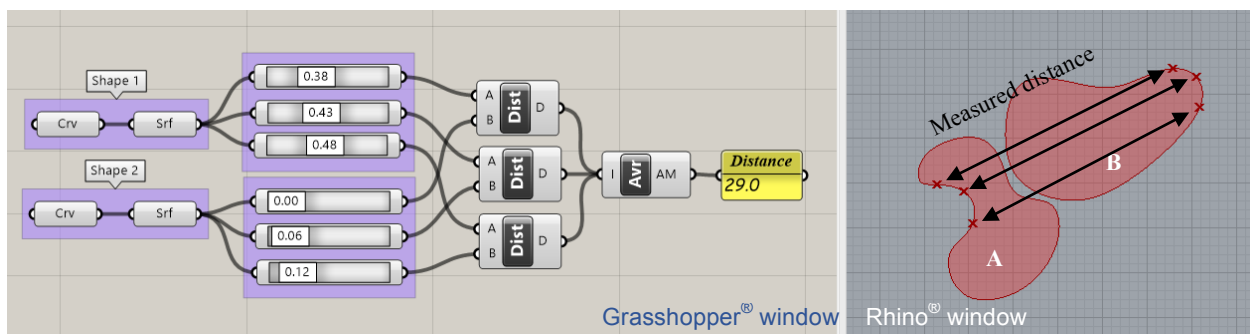 Shape 1
Crv
Srf
Shape 2
Crv
Srf
0.38
0.43
0.48
0.00
0.06
0.12
A
B
Dist
D
A
B
Dist
D
A
B
Dist
D
I
Avr
AM
Distance
29.0
Grasshopper® window
Measured distance
B
A
Rhino® window